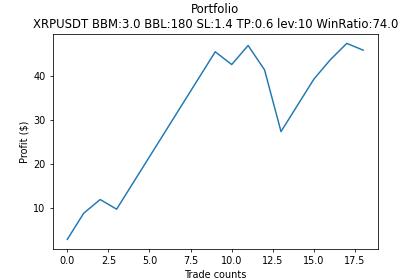 Portfolio
XRPUSDT BBM:3.0 BBL:180 SL:1.4 TP:0.6 lev:10 WinRatio:74.0
40
30
20
10
Profit ($)
0.0 2.5 5.0 7.5 10.0 12.5 15.0 17.5
Trade counts